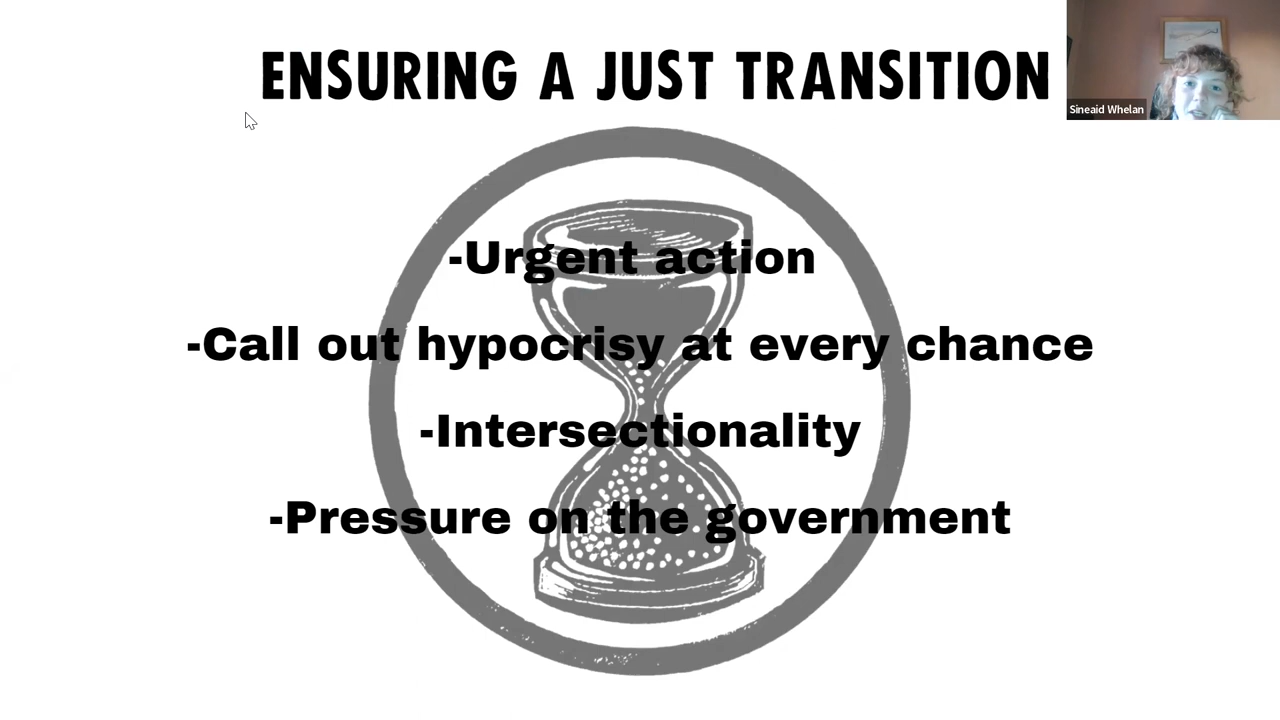 ENSURING A JUST TRANSITION
Sineaid Whelan
-Urgent action
-Call out hypocrisy at every chance
-Intersectionality
-Pressure on the government